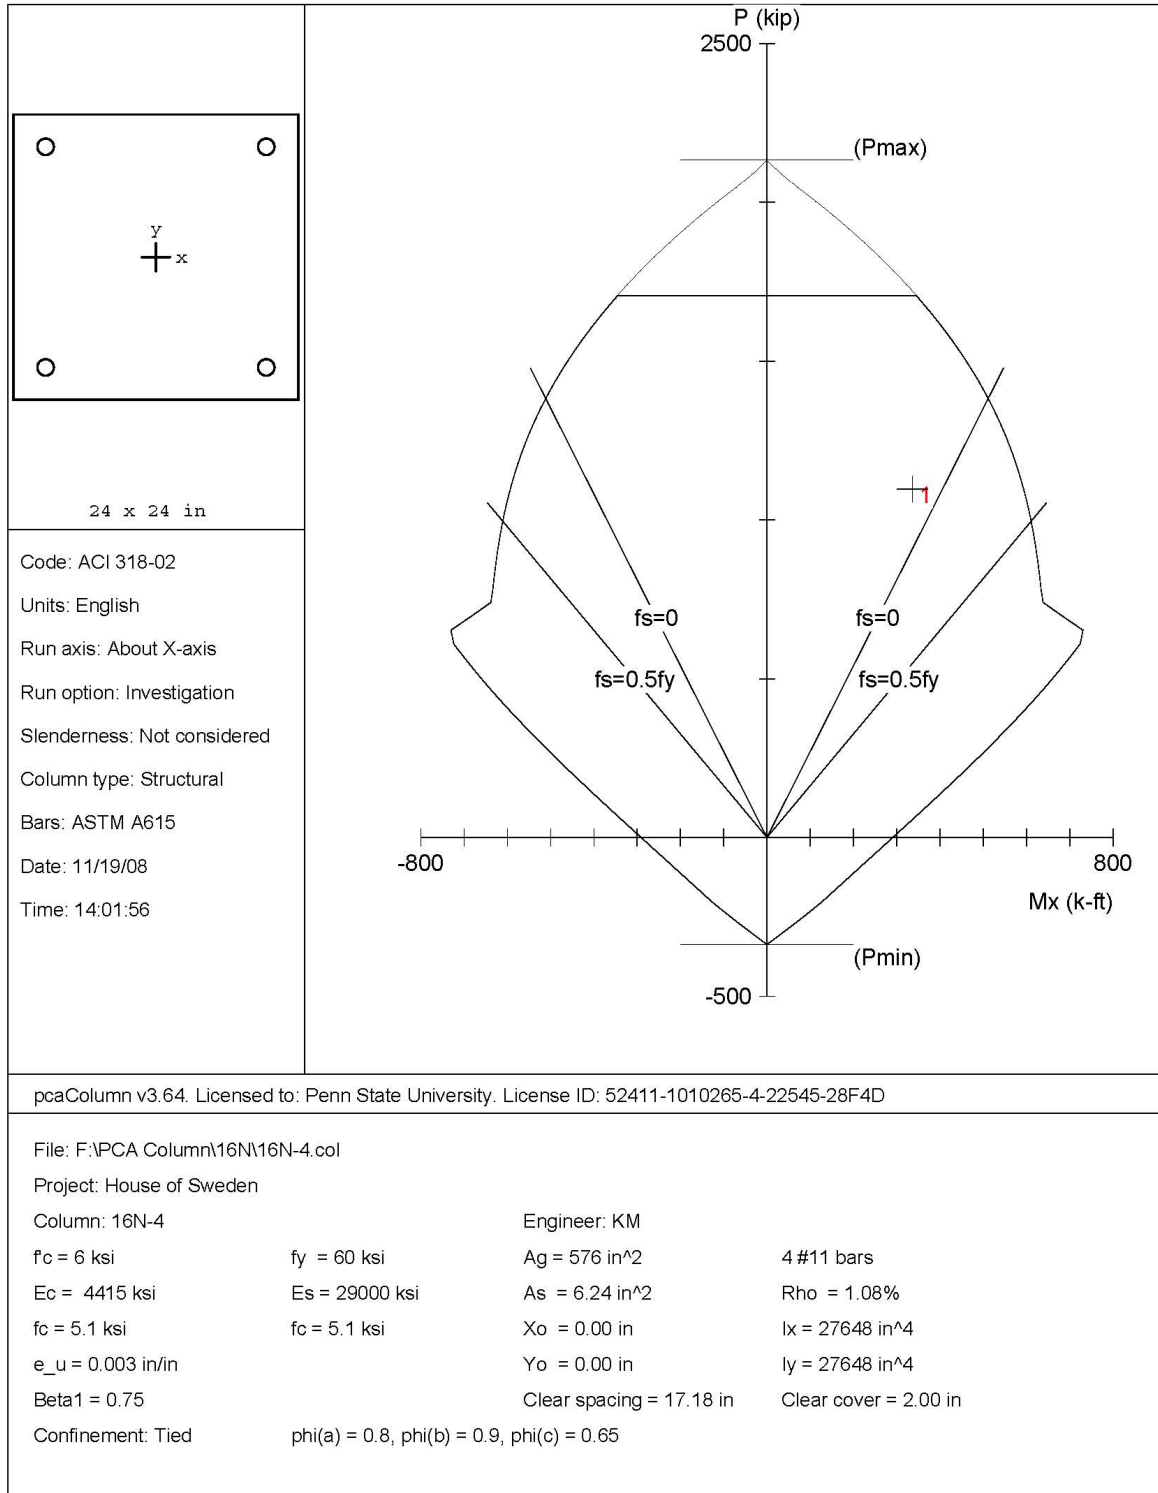 P (kip)
2500
(Pmax)
y
x
24 x 24 in
1
fs=0
fs=0
fs=0.5fy
fs=0.5fy
-800
800
Mx (k-ft)
(Pmin)
-500
Code: ACI 318-02
Units: English
Run axis: About X-axis
Run option: Investigation
Slenderness: Not considered
Column type: Structural
Bars: ASTM A615
Date: 11/19/08
Time: 14:01:56
pcaColumn v3.64. Licensed to: Penn State University. License ID: 52411-1010265-4-22545-28F4D
File: F:\PCA Column\16N\16N-4.col
Project: House of Sweden
Column: 16N-4 Engineer: KM
f'c = 6 ksi fy = 60 ksi Ag = 576 in^2 4 #11 bars
Ec = 4415 ksi Es = 29000 ksi As = 6.24 in^2 Rho = 1.08%
fc = 5.1 ksi fc = 5.1 ksi Xo = 0.00 in Ix = 27648 in^4
e_u = 0.003 in/in Yo = 0.00 in Iy = 27648 in^4
Beta1 = 0.75 Clear spacing = 17.18 in Clear cover = 2.00 in
Confinement: Tied phi(a) = 0.8, phi(b) = 0.9, phi(c) = 0.65